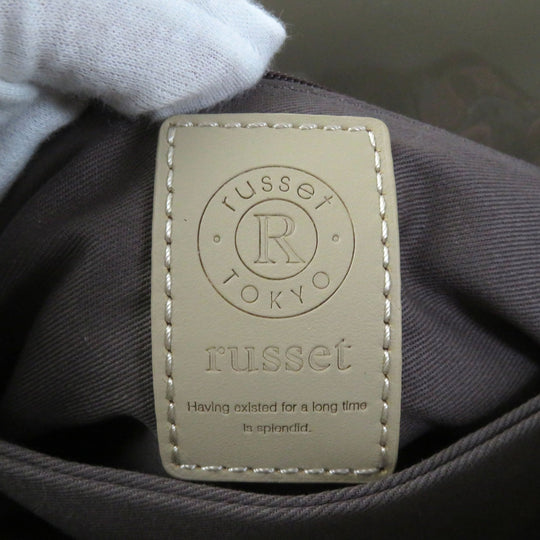 russet
R
TOKYO
russet
Having existed for a long time
is splendid.